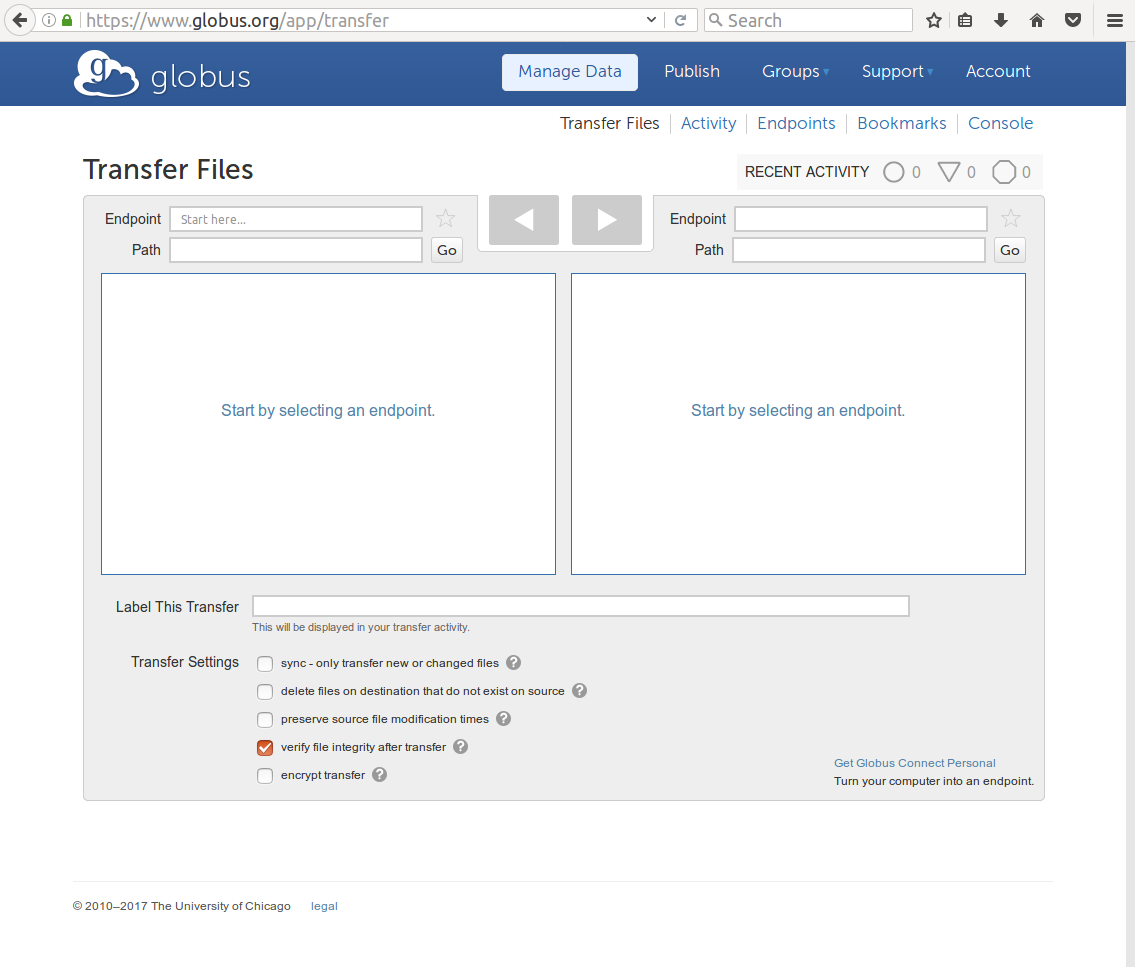 https://www.globus.org/app/transfer
Search
g globus
Manage Data Publish Groups Support Account
Transfer Files Activity Endpoints Bookmarks Console
Transfer Files
RECENT ACTIVITY 0 0 0
Endpoint Start here... Endpoint
Path Go Path Go
Start by selecting an endpoint. Start by selecting an endpoint.
Label This Transfer
This will be displayed in your transfer activity.
Transfer Settings sync - only transfer new or changed files ?
delete files on destination that do not exist on source ?
preserve source file modification times ?
verify file integrity after transfer ?
encrypt transfer ?
Get Globus Connect Personal
Turn your computer into an endpoint.
© 2010–2017 The University of Chicago legal